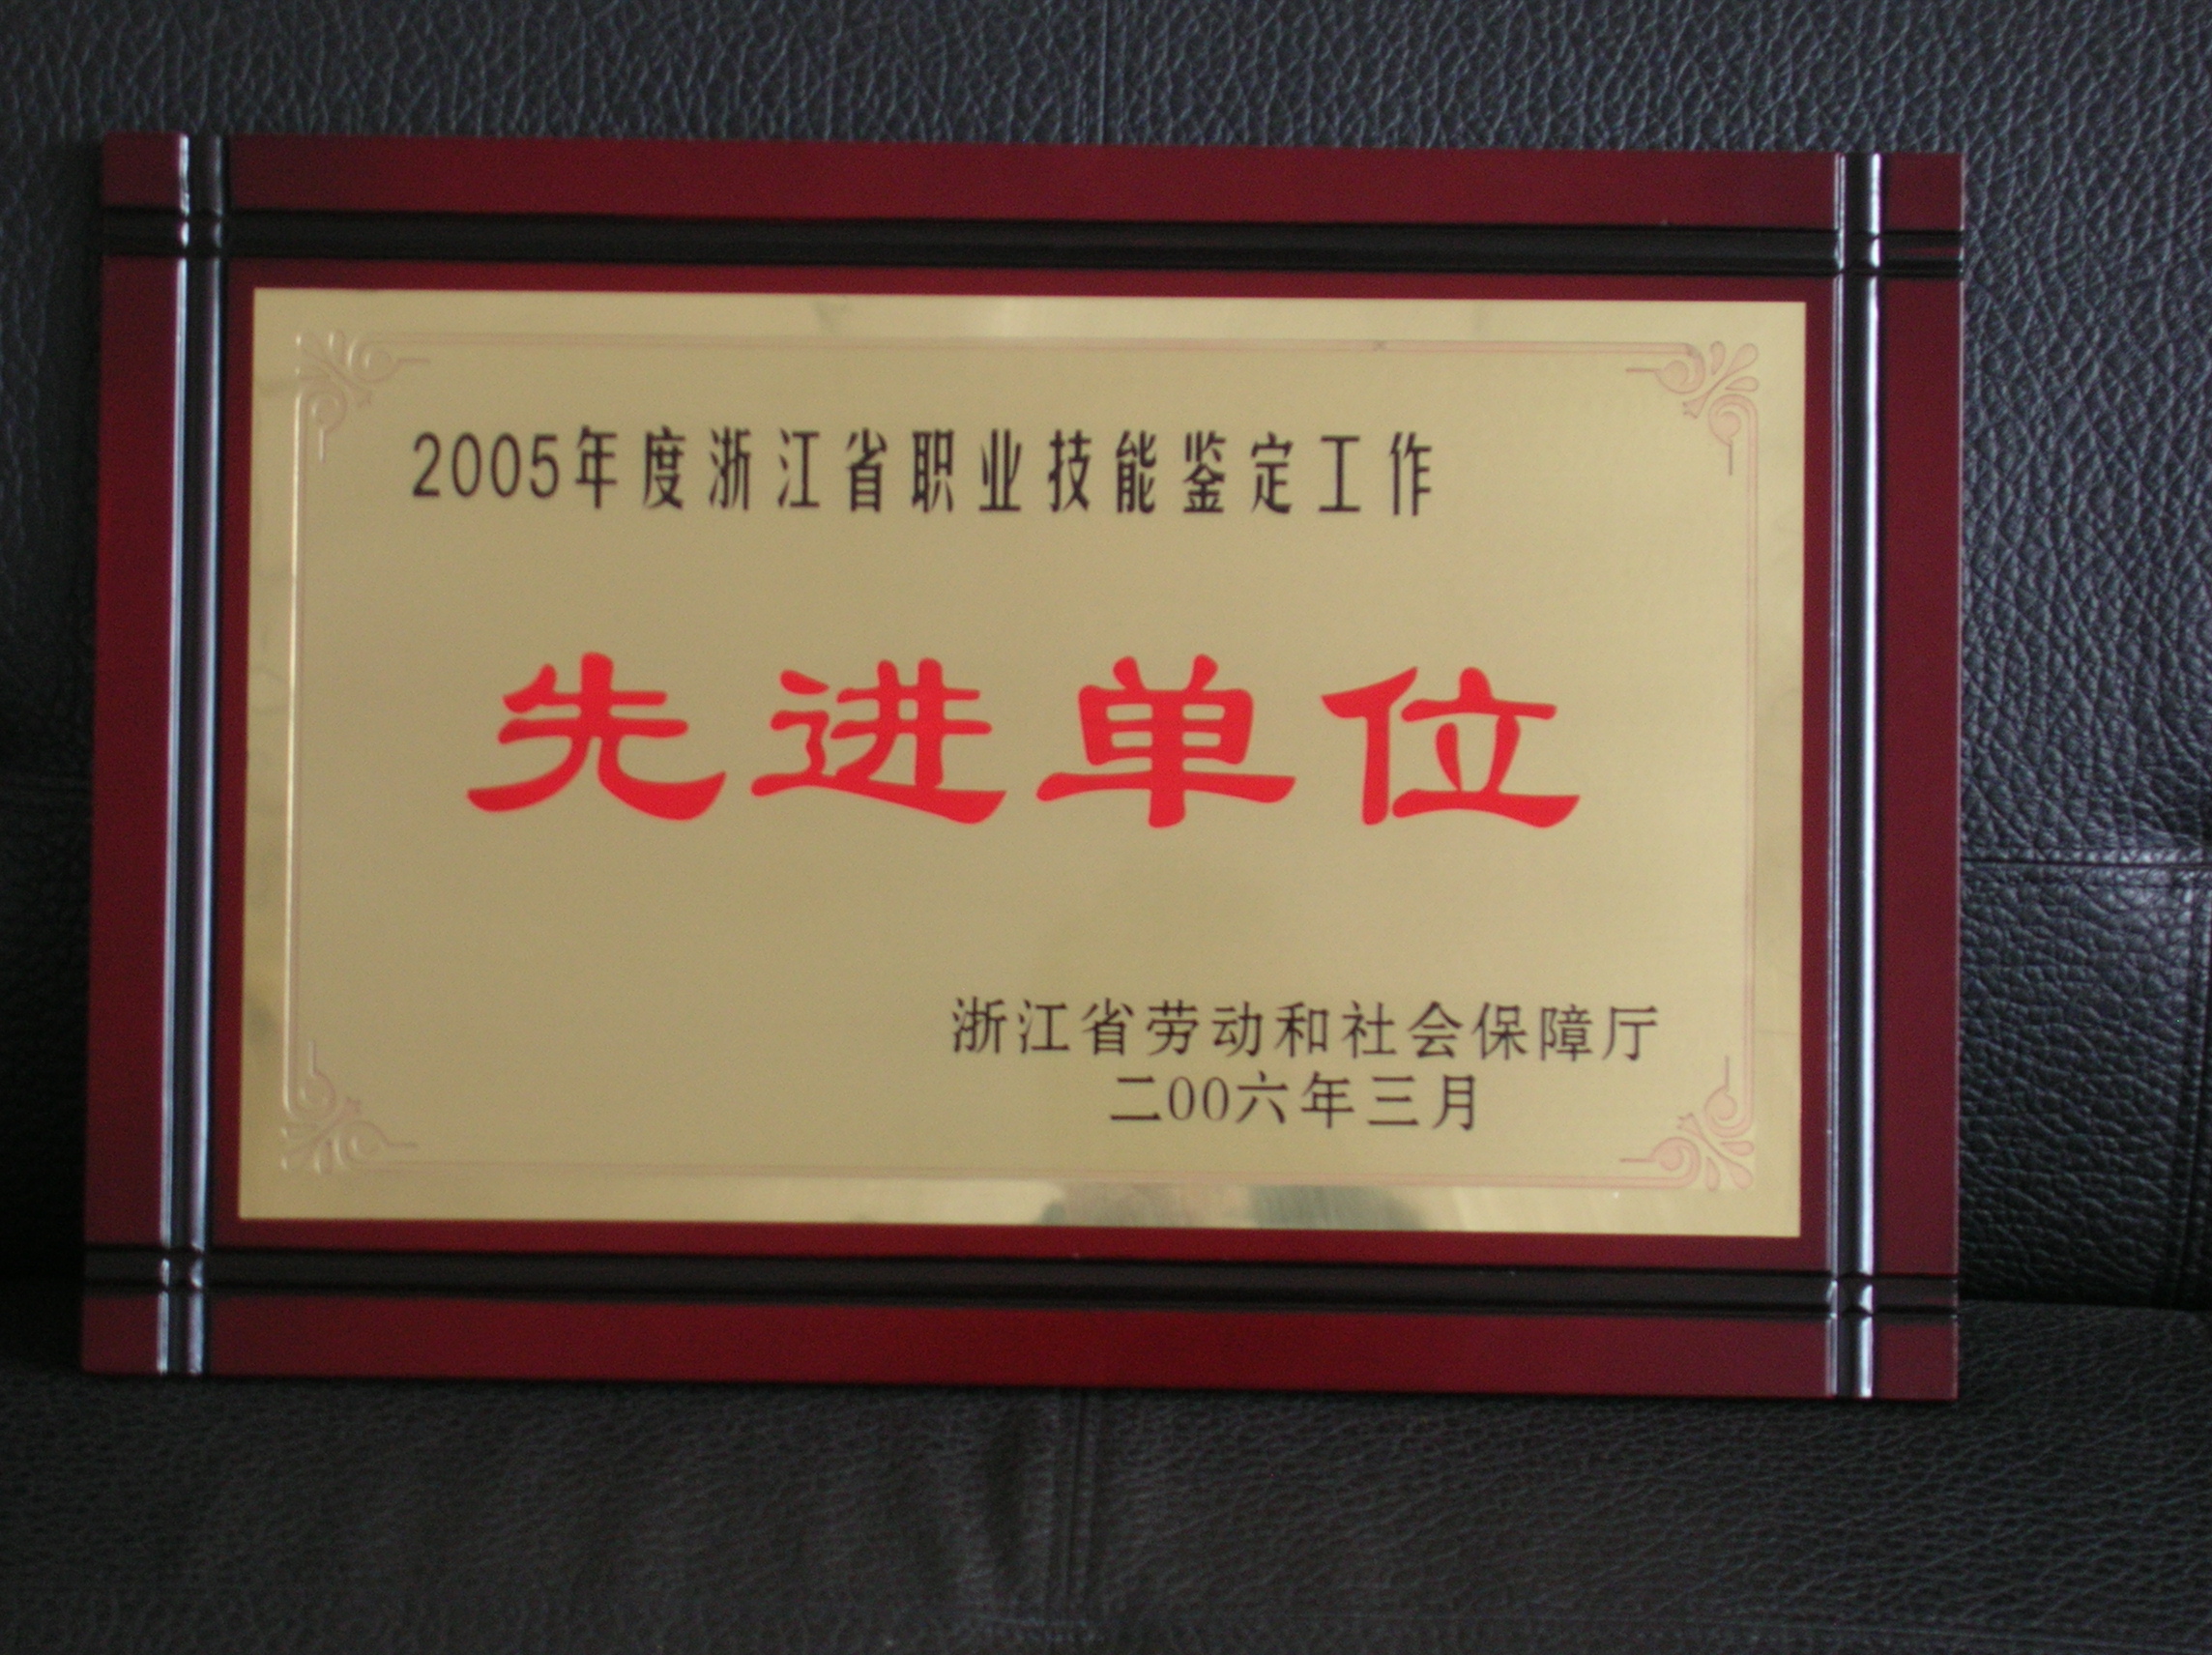 2005年度浙江省职业技能鉴定工作
先进单位
浙江省劳动和社会保障厅
二00六年三月